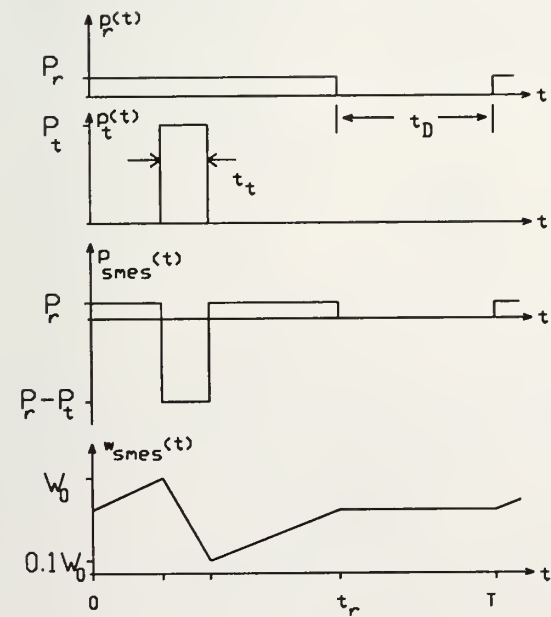 p_r(t)
P_r
t
t_D
p_t(t)
P_t
t_t
t
P_smes(t)
P_r
t
P_r-P_t
w_smes(t)
W_0
0.1W_0
t
0 t_r T